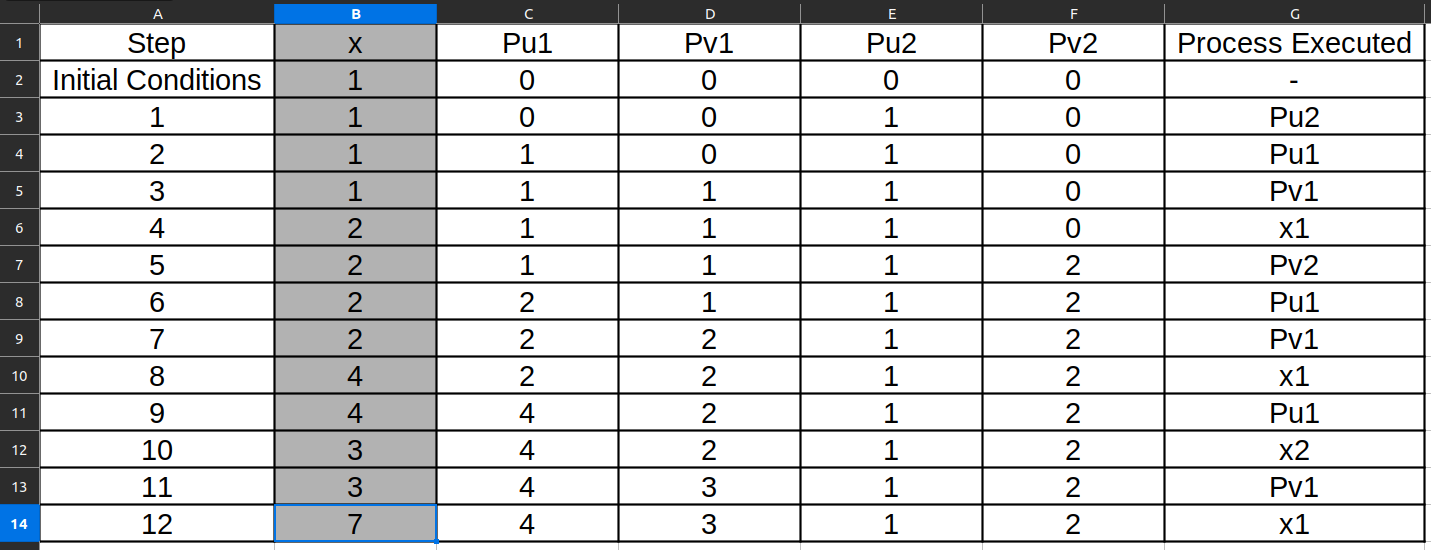 A B C D E F G
1 Step x Pu1 Pv1 Pu2 Pv2 Process Executed
2 Initial Conditions 1 0 0 0 0 -
3 1 1 0 0 1 0 Pu2
4 2 1 1 0 1 0 Pu1
5 3 1 1 1 1 0 Pv1
6 4 2 1 1 1 0 x1
7 5 2 1 1 1 2 Pv2
8 6 2 2 1 1 2 Pu1
9 7 2 2 2 1 2 Pv1
10 8 4 2 2 1 2 x1
11 9 4 4 2 1 2 Pu1
12 10 3 4 2 1 2 x2
13 11 3 4 3 1 2 Pv1
14 12 7 4 3 1 2 x1